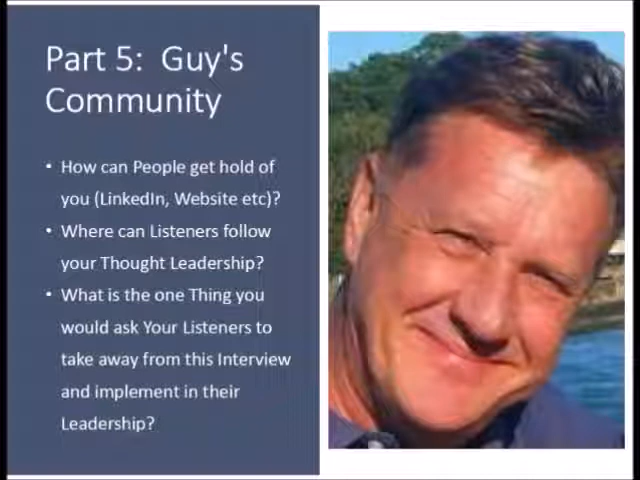 Part 5:  Guy's
Community
• How can People get hold of
you (LinkedIn, Website etc)?
• Where can Listeners follow
your Thought Leadership?
• What is the one Thing you
would ask Your Listeners to
take away from this Interview
and implement in their
Leadership?